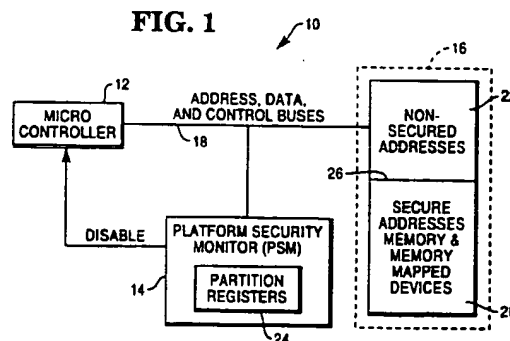 FIG. 1
10
16
12
MICRO
CONTROLLER
ADDRESS, DATA,
AND CONTROL BUSES
18
NON-
SECURED
ADDRESSES
26
SECURE
ADDRESSES
MEMORY &
MEMORY
MAPPED
DEVICES
DISABLE
PLATFORM SECURITY
MONITOR (PSM)
14
PARTITION
REGISTERS
24